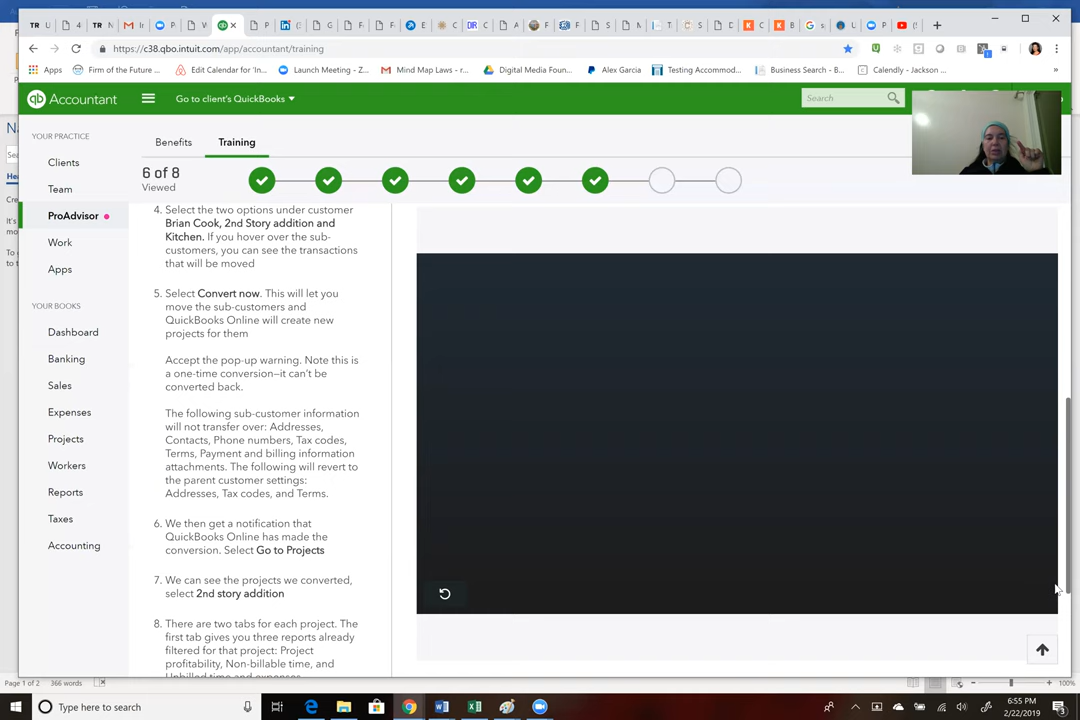 https://c38.qbo.intuit.com/app/accountant/training
Apps
Firm of the Future ...
Edit Calendar for 'In...
Launch Meeting - Z...
Mind Map Laws - r...
Digital Media Foun...
Alex Garcia
Testing Accommod...
Business Search - B...
Calendly - Jackson ...
Accountant
Go to client's QuickBooks
Search
YOUR PRACTICE
Clients
Team
ProAdvisor
Work
Apps
YOUR BOOKS
Dashboard
Banking
Sales
Expenses
Projects
Workers
Reports
Taxes
Accounting
Benefits
Training
6 of 8
Viewed
4. Select the two options under customer
Brian Cook, 2nd Story addition and
Kitchen. If you hover over the sub-
customers, you can see the transactions
that will be moved
5. Select Convert now. This will let you
move the sub-customers and
QuickBooks Online will create new
projects for them
Accept the pop-up warning. Note this is
a one-time conversion—it can't be
converted back.
The following sub-customer information
will not transfer over: Addresses,
Contacts, Phone numbers, Tax codes,
Terms, Payment and billing information
attachments. The following will revert to
the parent customer settings:
Addresses, Tax codes, and Terms.
6. We then get a notification that
QuickBooks Online has made the
conversion. Select Go to Projects
7. We can see the projects we converted,
select 2nd story addition
8. There are two tabs for each project. The
first tab gives you three reports already
filtered for that project: Project
profitability, Non-billable time, and
Unbilled time and expenses
Page 1 of 2
366 words
100%
Type here to search
6:55 PM
2/22/2019